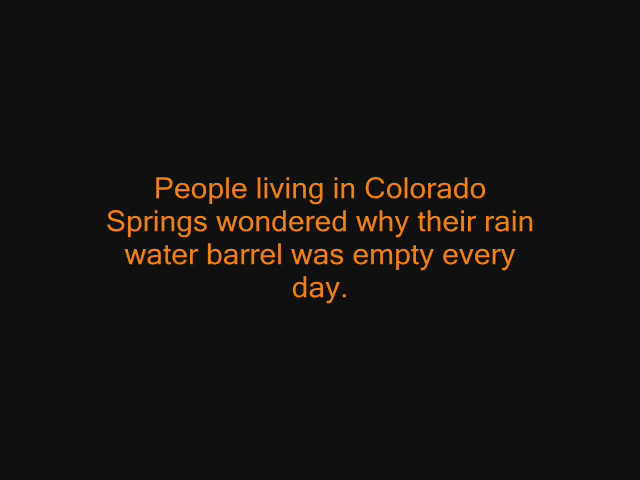 People living in Colorado
Springs wondered why their rain
water barrel was empty every
day.